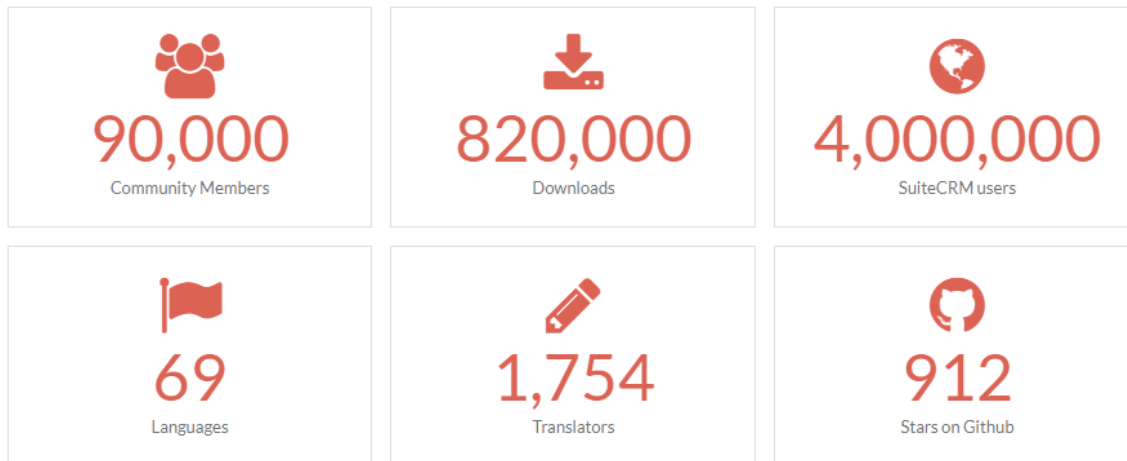 90,000
Community Members
820,000
Downloads
4,000,000
SuiteCRM users
69
Languages
1,754
Translators
912
Stars on Github